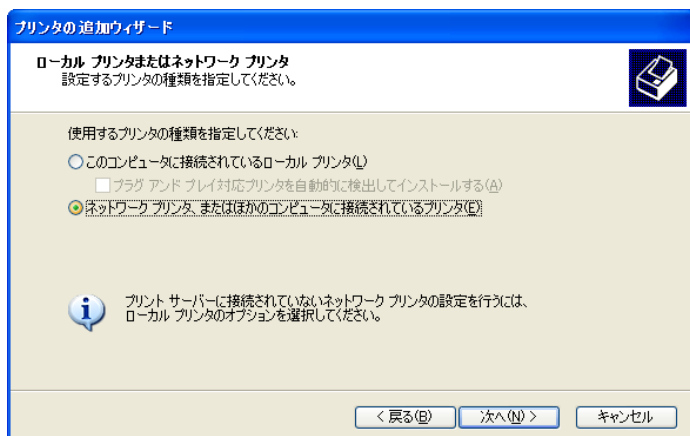 プリンタの追加ウィザード
ローカル プリンタまたはネットワーク プリンタ
設定するプリンタの種類を指定してください。
使用するプリンタの種類を指定してください:
このコンピュータに接続されているローカル プリンタ(L)
プラグ アンド プレイ対応プリンタを自動的に検出してインストールする(A)
ネットワーク プリンタ、またはほかのコンピュータに接続されているプリンタ(E)
プリント サーバーに接続されていないネットワーク プリンタの設定を行うには、
ローカル プリンタのオプションを選択してください。
< 戻る(B) 次へ(N) > キャンセル